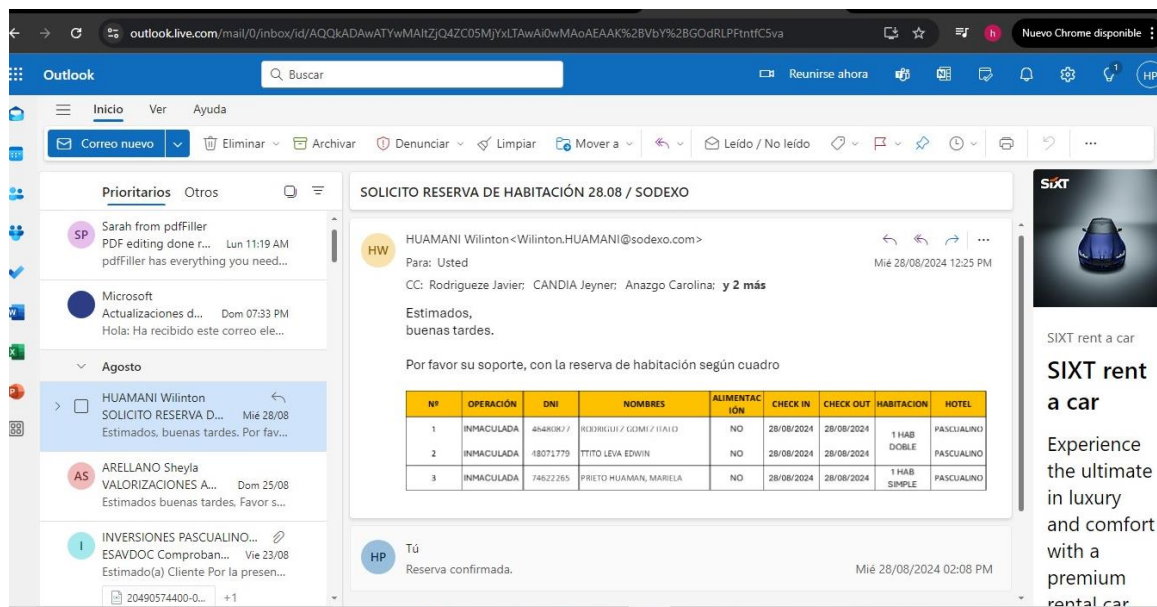 outlook.live.com/mail/0/inbox/id/AQQkADAwATYwMAItZjQ4ZC05MjYxLTAwAi0wMAoAEAAK%2BVbY%2BGOdRLPFtntfC5va
h
Nuevo Chrome disponible
Outlook
Buscar
Reunirse ahora
1
HP
Inicio Ver Ayuda
Correo nuevo
Eliminar
Archivar
Denunciar
Limpiar
Mover a
Leído / No leído
Prioritarios Otros
SP
Sarah from pdfFiller
PDF editing done r... Lun 11:19 AM
pdfFiller has everything you need...
Microsoft
Actualizaciones d... Dom 07:33 PM
Hola: Ha recibido este correo ele...
Agosto
HUAMANI Wilinton
SOLICITO RESERVA D... Mié 28/08
Estimados, buenas tardes. Por fav...
AS
ARELLANO Sheyla
VALORIZACIONES A... Dom 25/08
Estimados buenas tardes, Favor s...
I
INVERSIONES PASCUALINO...
ESAVDOC Comproban... Vie 23/08
Estimado(a) Cliente Por la presen...
20490574400-0... +1
SOLICITO RESERVA DE HABITACIÓN 28.08 / SODEXO
HW
HUAMANI Wilinton<Wilinton.HUAMANI@sodexo.com>
Para: Usted
Mié 28/08/2024 12:25 PM
CC: Rodrigueze Javier; CANDIA Jeyner; Anazgo Carolina; y 2 más
Estimados,
buenas tardes.
Por favor su soporte, con la reserva de habitación según cuadro
Nº OPERACIÓN DNI NOMBRES ALIMENTACIÓN CHECK IN CHECK OUT HABITACION HOTEL
1 INMACULADA 46480827 RODRIGUEZ GOMEZ ITALO NO 28/08/2024 28/08/2024 1 HAB DOBLE PASCUALINO
2 INMACULADA 48071779 TTITO LEVA EDWIN NO 28/08/2024 28/08/2024 PASCUALINO
3 INMACULADA 74622265 PRIETO HUAMAN, MARIELA NO 28/08/2024 28/08/2024 1 HAB SIMPLE PASCUALINO
HP
Tú
Reserva confirmada.
Mié 28/08/2024 02:08 PM
SIXT
SIXT rent a car
SIXT rent
a car
Experience
the ultimate
in luxury
and comfort
with a
premium
rental car